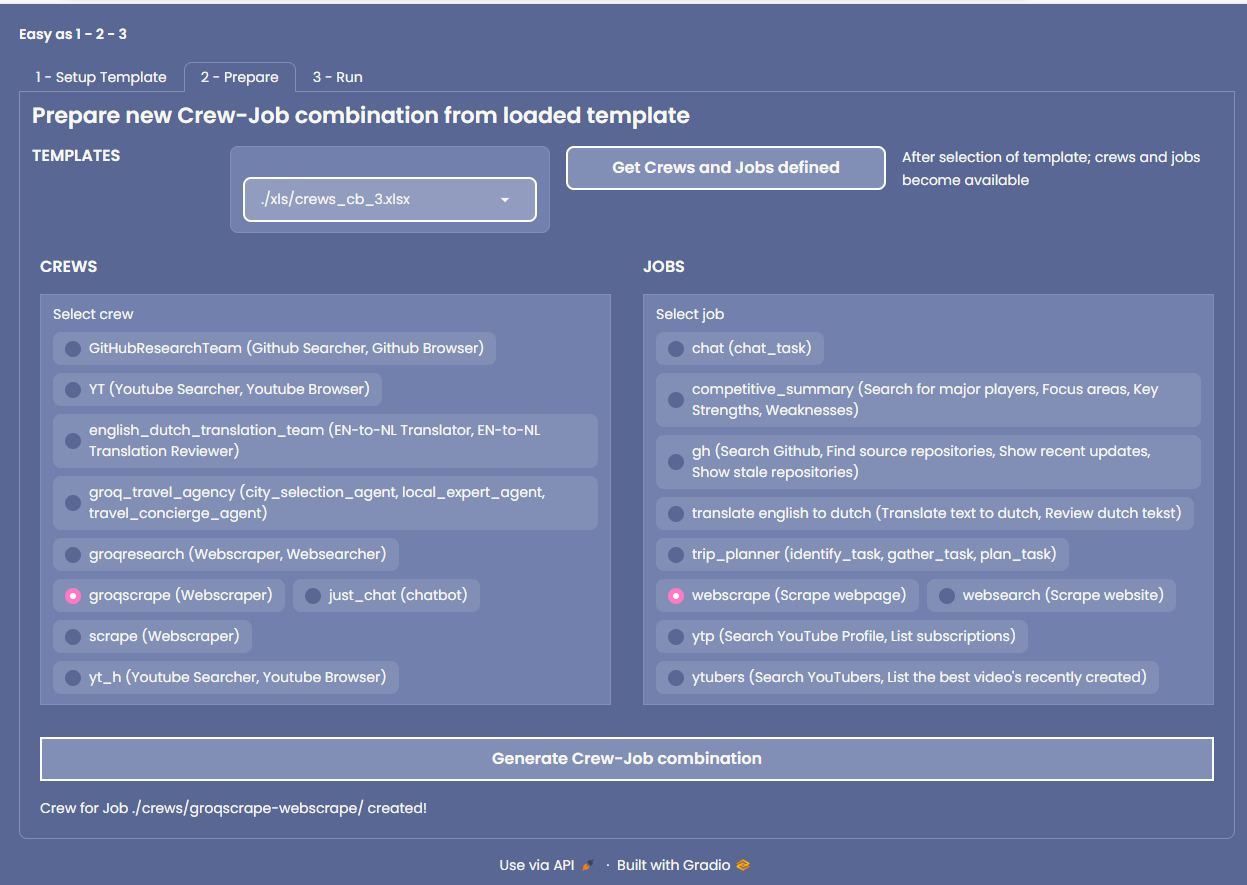 Easy as 1 - 2 - 3
1 - Setup Template
2 - Prepare
3 - Run
Prepare new Crew-Job combination from loaded template
TEMPLATES
./xls/crews_cb_3.xlsx
Get Crews and Jobs defined
After selection of template; crews and jobs
become available
CREWS
Select crew
GitHubResearchTeam (Github Searcher, Github Browser)
YT (Youtube Searcher, Youtube Browser)
english_dutch_translation_team (EN-to-NL Translator, EN-to-NL
Translation Reviewer)
groq_travel_agency (city_selection_agent, local_expert_agent,
travel_concierge_agent)
groqresearch (Webscraper, Websearcher)
groqscrape (Webscraper)
just_chat (chatbot)
scrape (Webscraper)
yt_h (Youtube Searcher, Youtube Browser)
JOBS
Select job
chat (chat_task)
competitive_summary (Search for major players, Focus areas, Key
Strengths, Weaknesses)
gh (Search Github, Find source repositories, Show recent updates,
Show stale repositories)
translate english to dutch (Translate text to dutch, Review dutch tekst)
trip_planner (identify_task, gather_task, plan_task)
webscrape (Scrape webpage)
websearch (Scrape website)
ytp (Search YouTube Profile, List subscriptions)
ytubers (Search YouTubers, List the best video's recently created)
Generate Crew-Job combination
Crew for Job ./crews/groqscrape-webscrape/ created!
Use via API · Built with Gradio